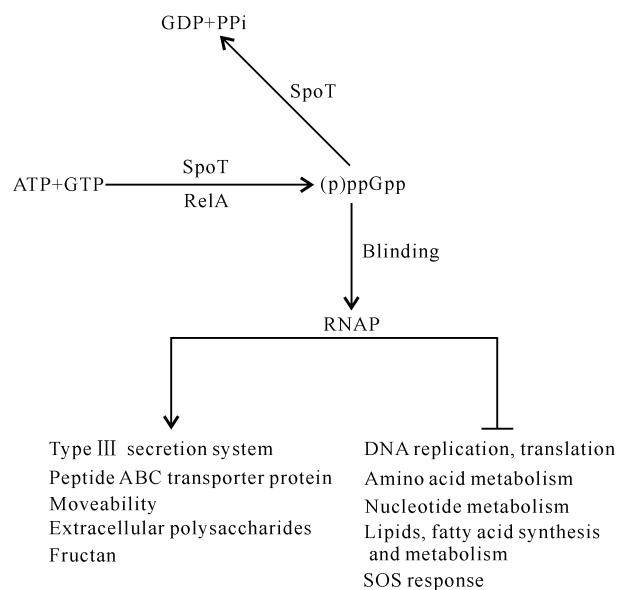 GDP+PPi
SpoT
SpoT
ATP+GTP
(p)ppGpp
RelA
Blinding
RNAP
Type Ⅲ secretion system
Peptide ABC transporter protein
Moveability
Extracellular polysaccharides
Fructan
DNA replication, translation
Amino acid metabolism
Nucleotide metabolism
Lipids, fatty acid synthesis
and metabolism
SOS response